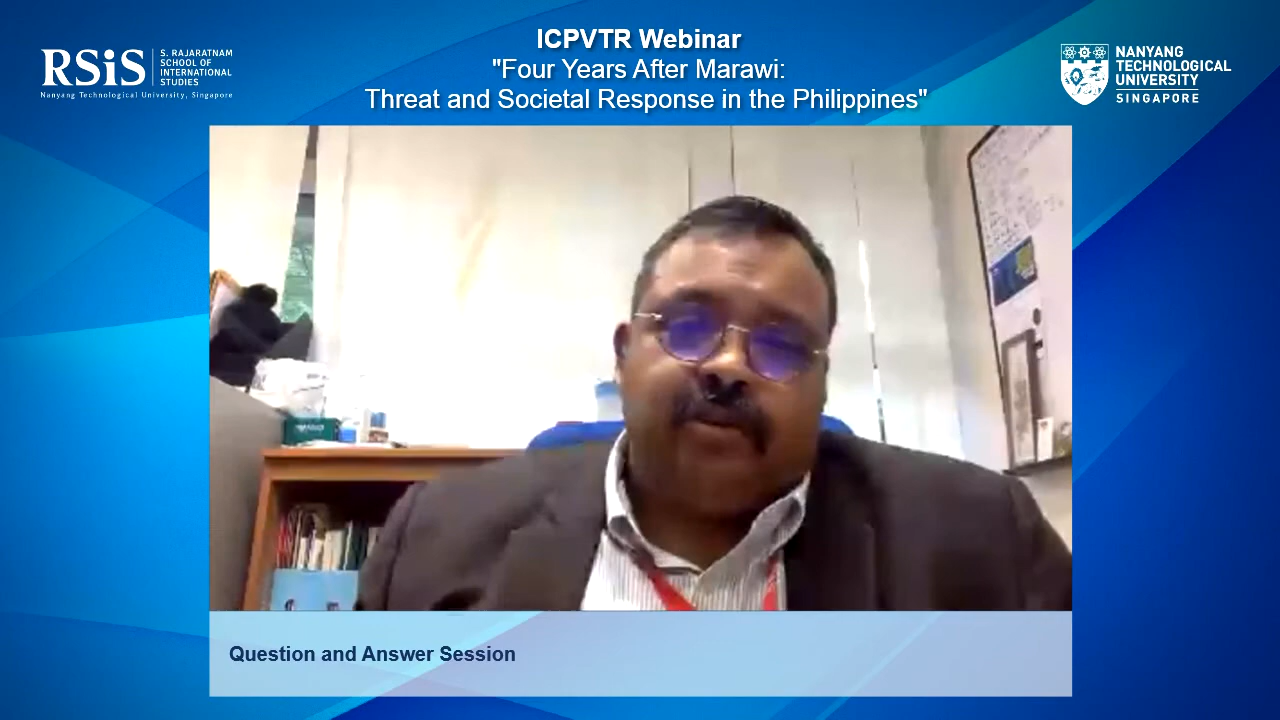 RSiS
S. RAJARATNAM
SCHOOL OF
INTERNATIONAL
STUDIES
Nanyang Technological University, Singapore
ICPVTR Webinar
"Four Years After Marawi:
Threat and Societal Response in the Philippines"
NANYANG
TECHNOLOGICAL
UNIVERSITY
SINGAPORE
Question and Answer Session